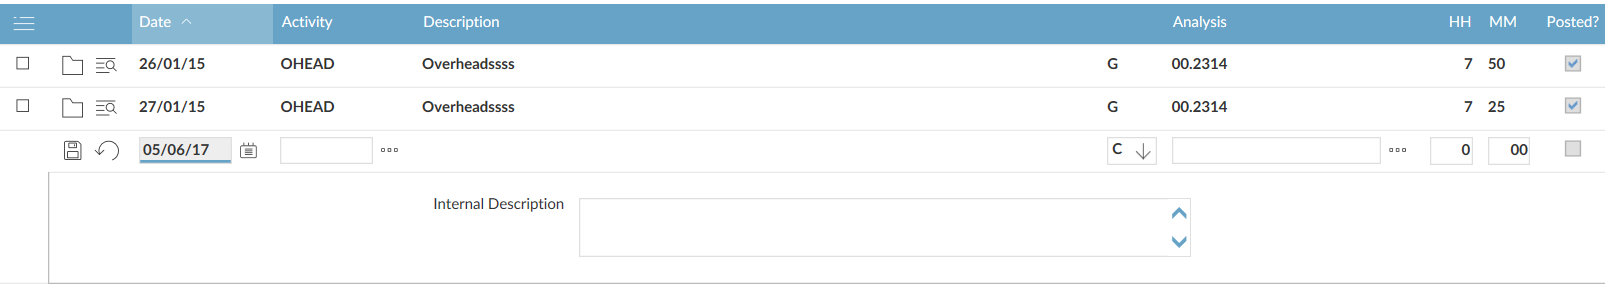 Date Activity Description Analysis HH MM Posted?
26/01/15 OHEAD Overheadssss G 00.2314 7 50
27/01/15 OHEAD Overheadssss G 00.2314 7 25
05/06/17 C 0 00
Internal Description